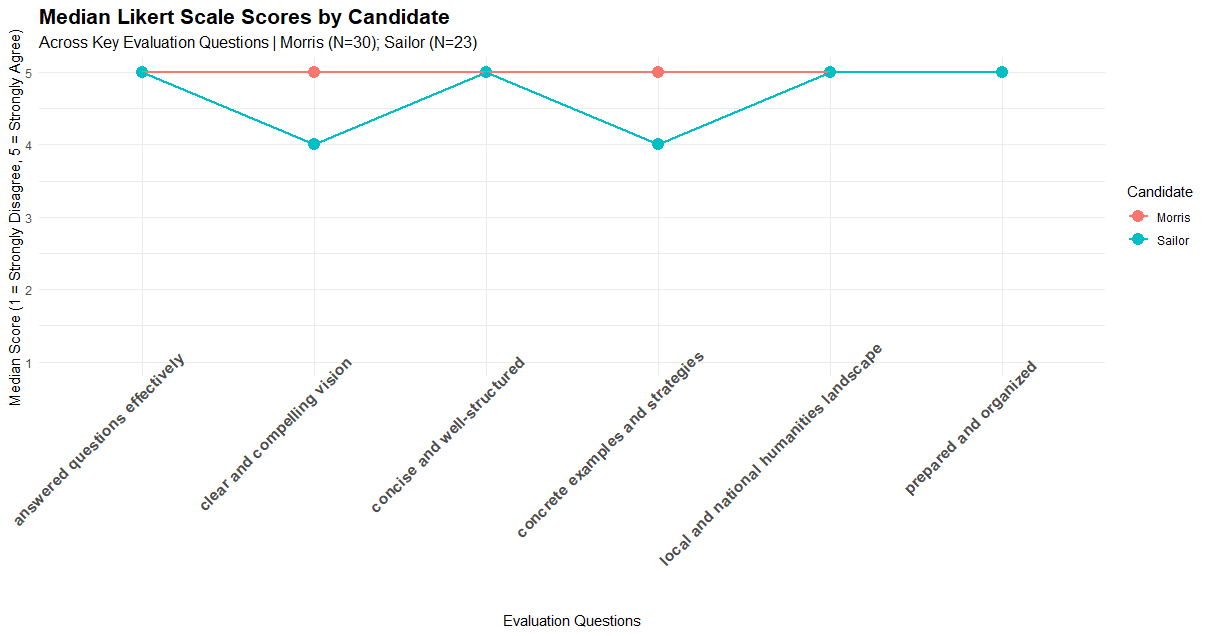 Median Likert Scale Scores by Candidate
Across Key Evaluation Questions | Morris (N=30); Sailor (N=23)
Median Score (1 = Strongly Disagree, 5 = Strongly Agree)
5
4
3
2
1
answered questions effectively
clear and compelling vision
concise and well-structured
concrete examples and strategies
local and national humanities landscape
prepared and organized
Evaluation Questions
Candidate
Morris
Sailor